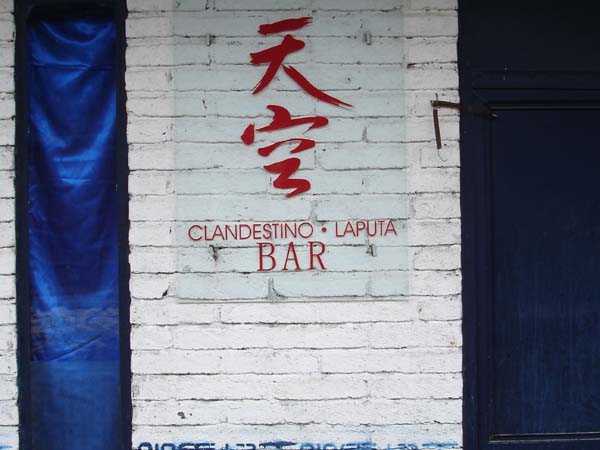 天
空
CLANDESTINO • LAPUTA
BAR